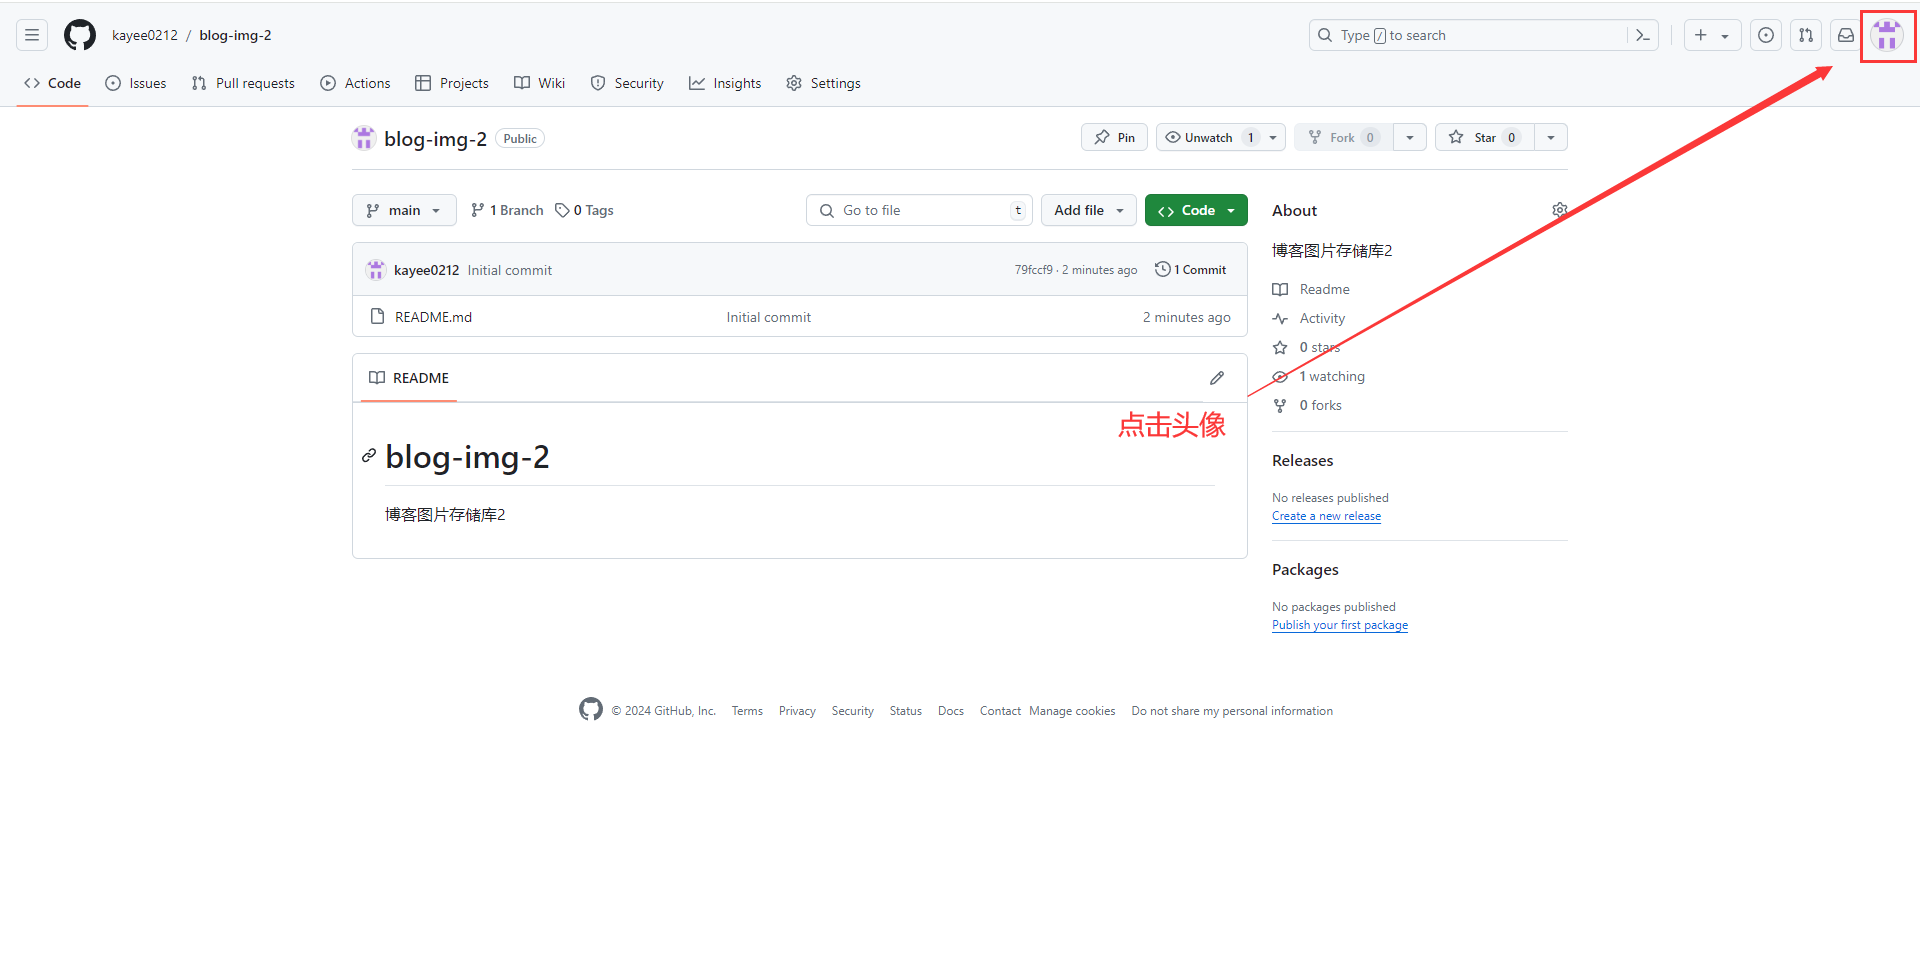 kayee0212 / blog-img-2
Type / to search
Code Issues Pull requests Actions Projects Wiki Security Insights Settings
blog-img-2 Public
Pin Unwatch 1 Fork 0 Star 0
main 1 Branch 0 Tags
Go to file t Add file Code
kayee0212 Initial commit 79fccf9 · 2 minutes ago 1 Commit
README.md Initial commit 2 minutes ago
README
点击头像
blog-img-2
博客图片存储库2
About
博客图片存储库2
Readme
Activity
0 stars
1 watching
0 forks
Releases
No releases published
Create a new release
Packages
No packages published
Publish your first package
© 2024 GitHub, Inc. Terms Privacy Security Status Docs Contact Manage cookies Do not share my personal information